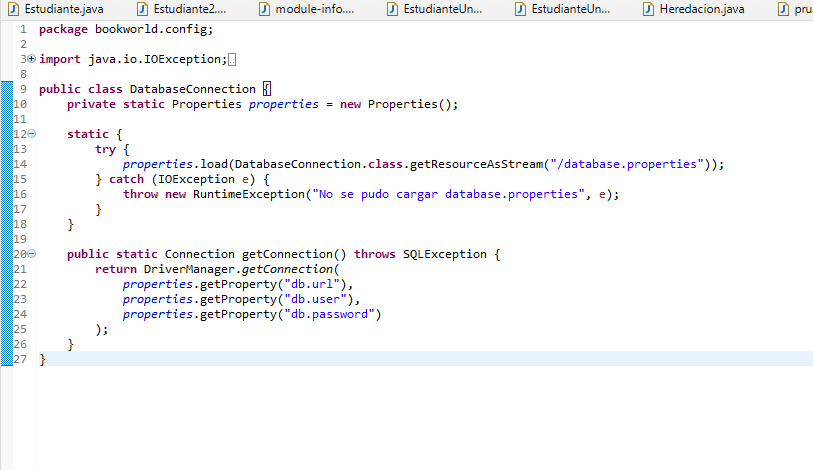 Estudiante.java Estudiante2.... module-info.... EstudianteUn... EstudianteUn... Heredacion.java pru
1 package bookworld.config;
2
3 import java.io.IOException;
8
9 public class DatabaseConnection {
10 private static Properties properties = new Properties();
11
12 static {
13 try {
14 properties.load(DatabaseConnection.class.getResourceAsStream("/database.properties"));
15 } catch (IOException e) {
16 throw new RuntimeException("No se pudo cargar database.properties", e);
17 }
18 }
19
20 public static Connection getConnection() throws SQLException {
21 return DriverManager.getConnection(
22 properties.getProperty("db.url"),
23 properties.getProperty("db.user"),
24 properties.getProperty("db.password")
25 );
26 }
27 }